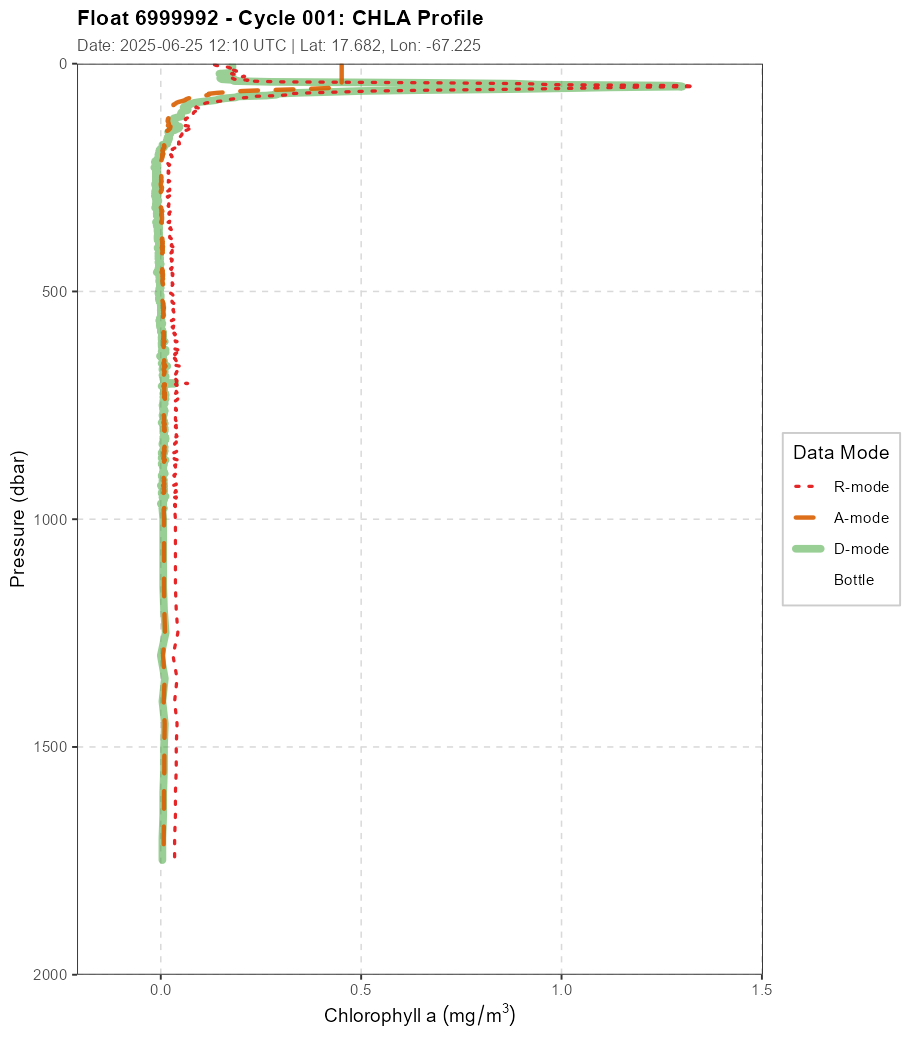 Float 6999992 - Cycle 001: CHLA Profile
Date: 2025-06-25 12:10 UTC | Lat: 17.682, Lon: -67.225
0
500
1000
1500
2000
Pressure (dbar)
0.0 0.5 1.0 1.5
Chlorophyll a (mg/m³)
Data Mode
R-mode
A-mode
D-mode
Bottle